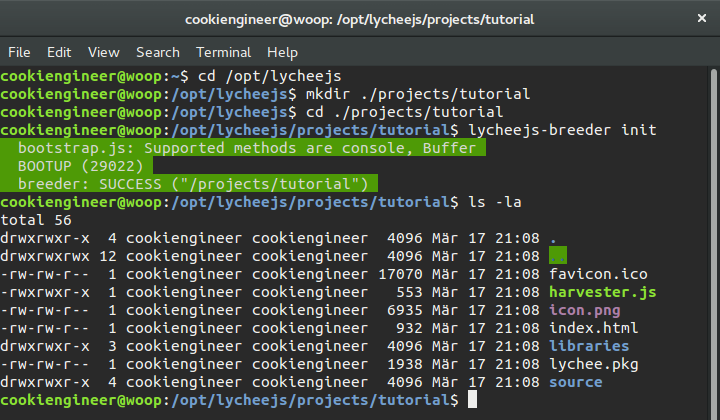 cookiengineer@woop: /opt/lycheejs/projects/tutorial ×
File Edit View Search Terminal Help
cookiengineer@woop:~$ cd /opt/lycheejs
cookiengineer@woop:/opt/lycheejs$ mkdir ./projects/tutorial
cookiengineer@woop:/opt/lycheejs$ cd ./projects/tutorial
cookiengineer@woop:/opt/lycheejs/projects/tutorial$ lycheejs-breeder init
bootstrap.js: Supported methods are console, Buffer
BOOTUP (29022)
breeder: SUCCESS ("/projects/tutorial")
cookiengineer@woop:/opt/lycheejs/projects/tutorial$ ls -la
total 56
drwxrwxr-x  4 cookiengineer cookiengineer  4096 Mär 17 21:08 .
drwxrwxrwx 12 cookiengineer cookiengineer  4096 Mär 17 21:08 ..
-rw-rw-r--  1 cookiengineer cookiengineer 17070 Mär 17 21:08 favicon.ico
-rwxrwxr-x  1 cookiengineer cookiengineer   553 Mär 17 21:08 harvester.js
-rw-rw-r--  1 cookiengineer cookiengineer  6935 Mär 17 21:08 icon.png
-rw-rw-r--  1 cookiengineer cookiengineer   932 Mär 17 21:08 index.html
drwxrwxr-x  3 cookiengineer cookiengineer  4096 Mär 17 21:08 libraries
-rw-rw-r--  1 cookiengineer cookiengineer  1938 Mär 17 21:08 lychee.pkg
drwxrwxr-x  4 cookiengineer cookiengineer  4096 Mär 17 21:08 source
cookiengineer@woop:/opt/lycheejs/projects/tutorial$